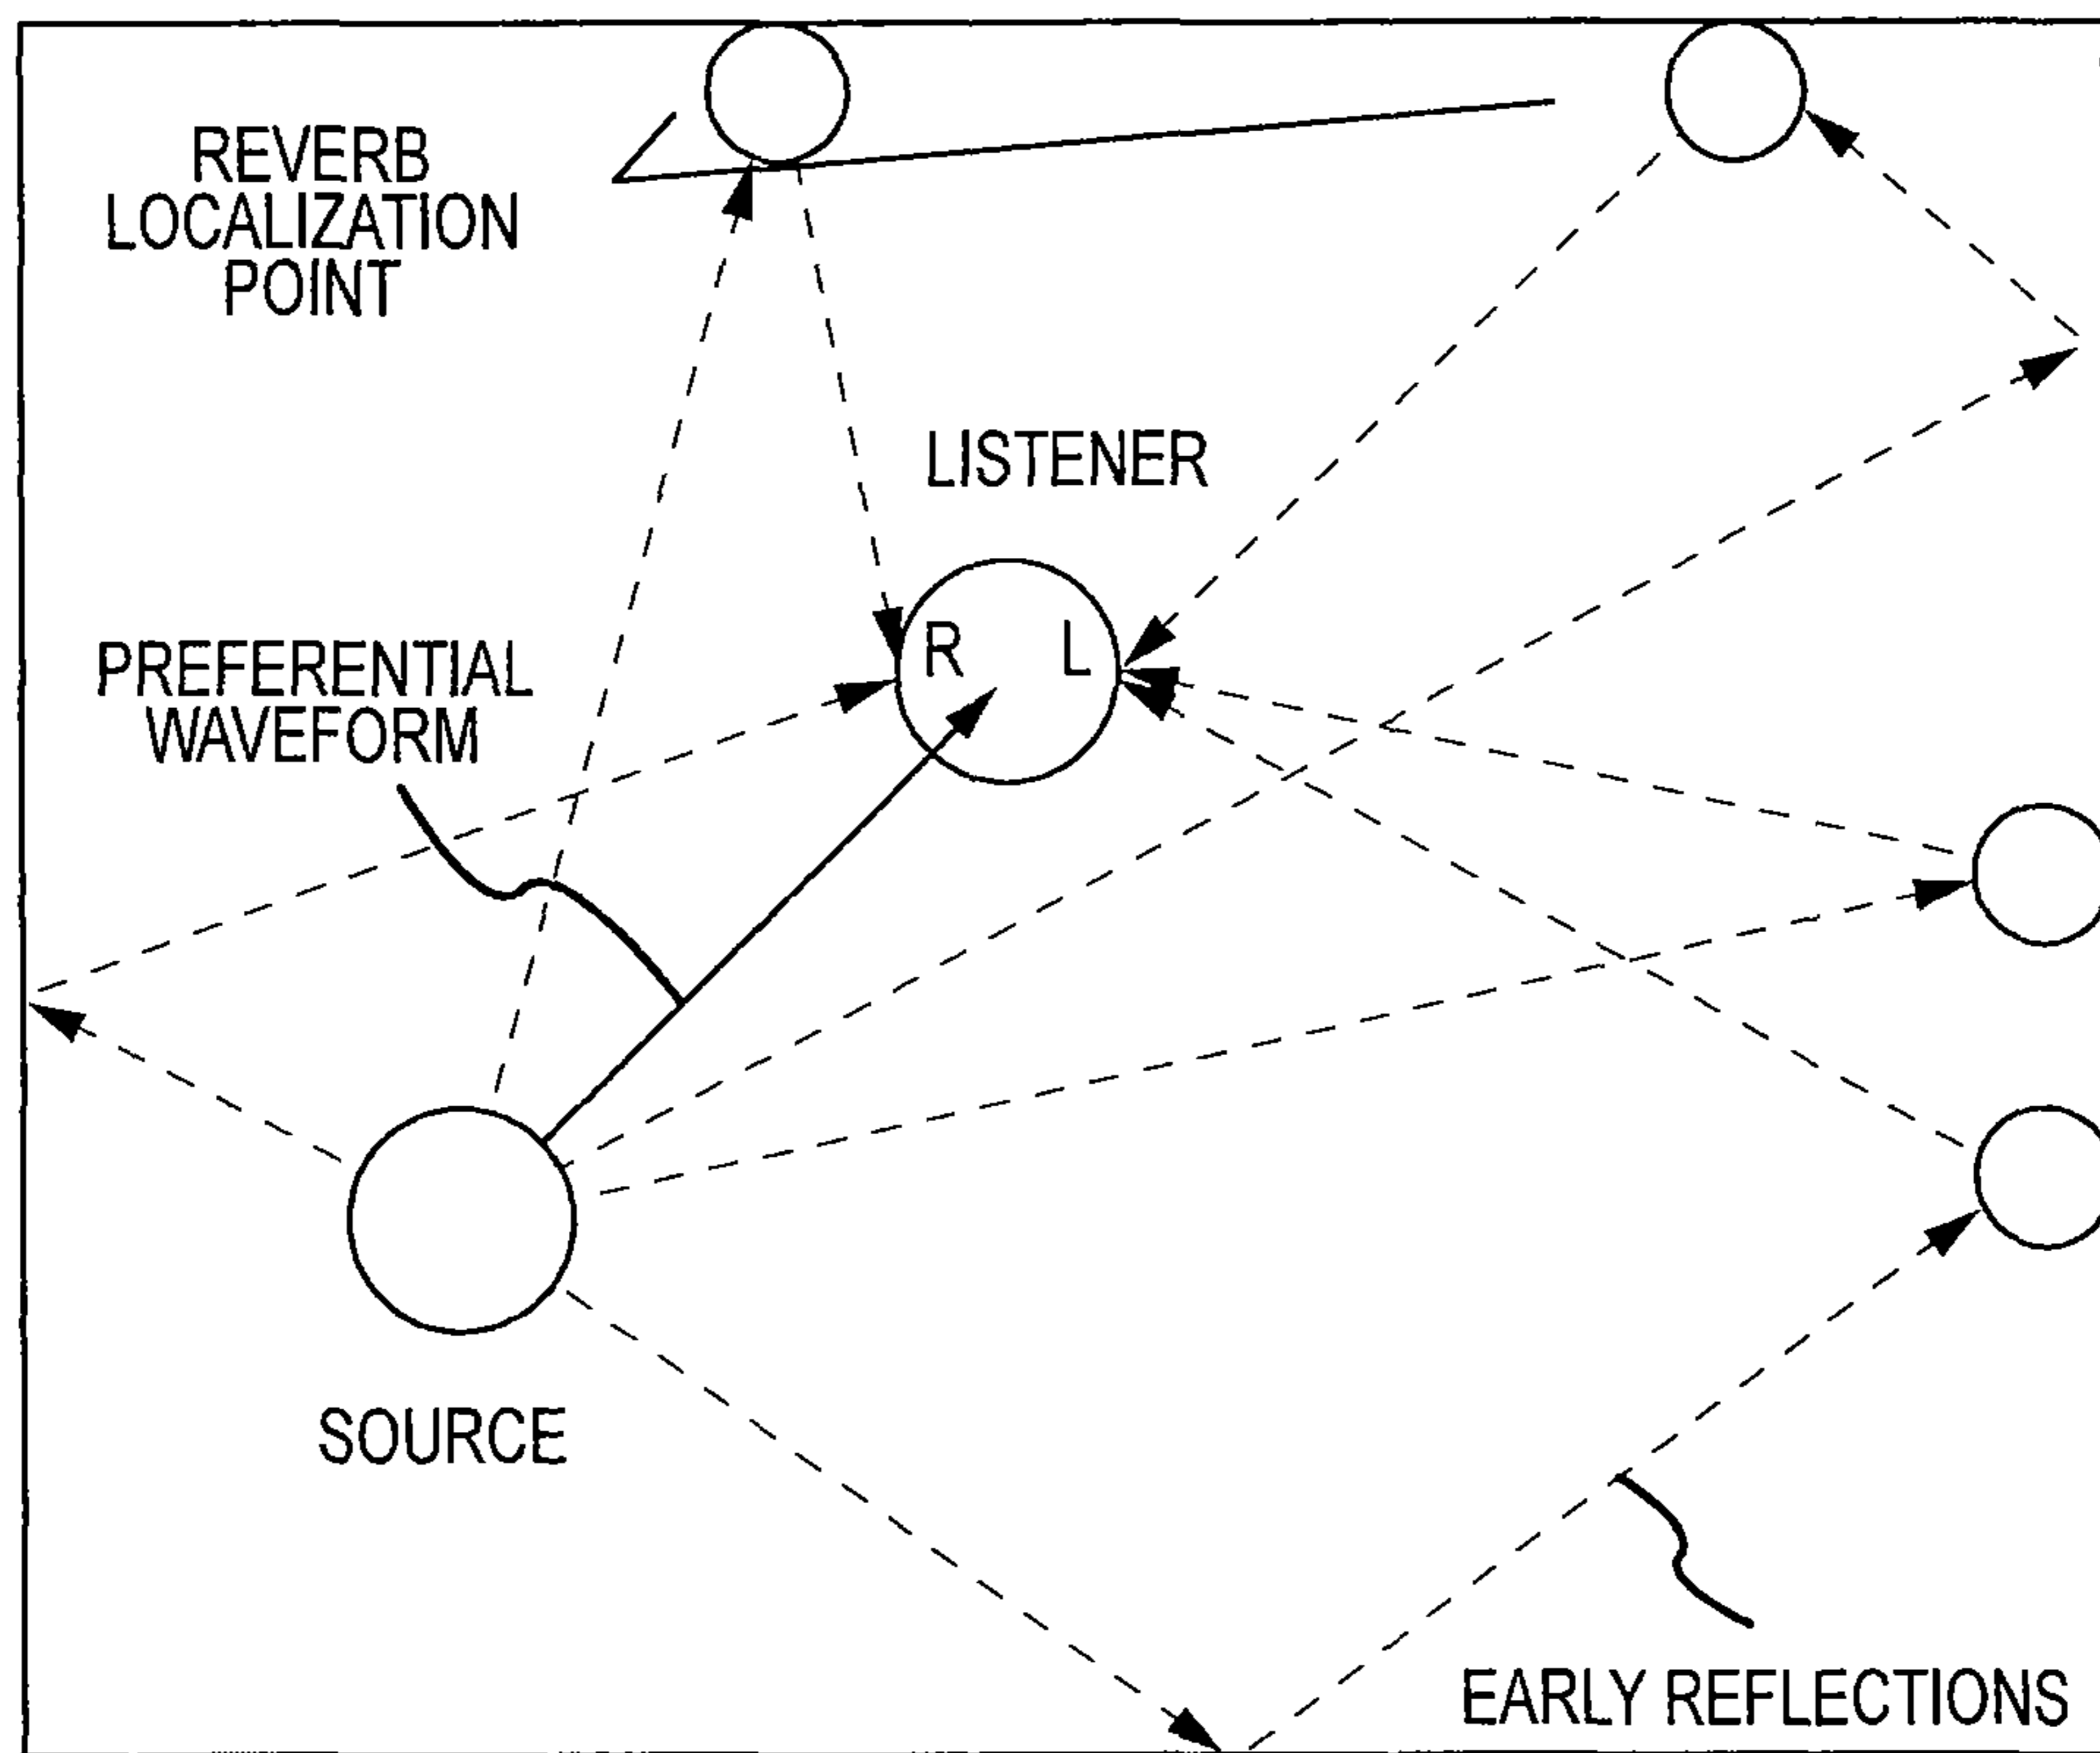 REVERB
LOCALIZATION
POINT
LISTENER
R L
PREFERENTIAL
WAVEFORM
SOURCE
EARLY REFLECTIONS